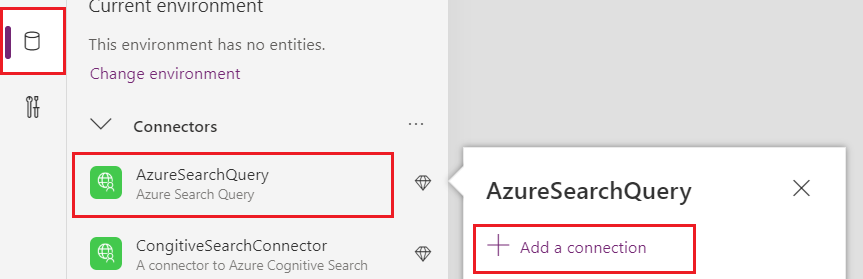 Current environment
This environment has no entities.
Change environment
Connectors
AzureSearchQuery
Azure Search Query
CongitiveSearchConnector
A connector to Azure Cognitive Search
AzureSearchQuery
Add a connection